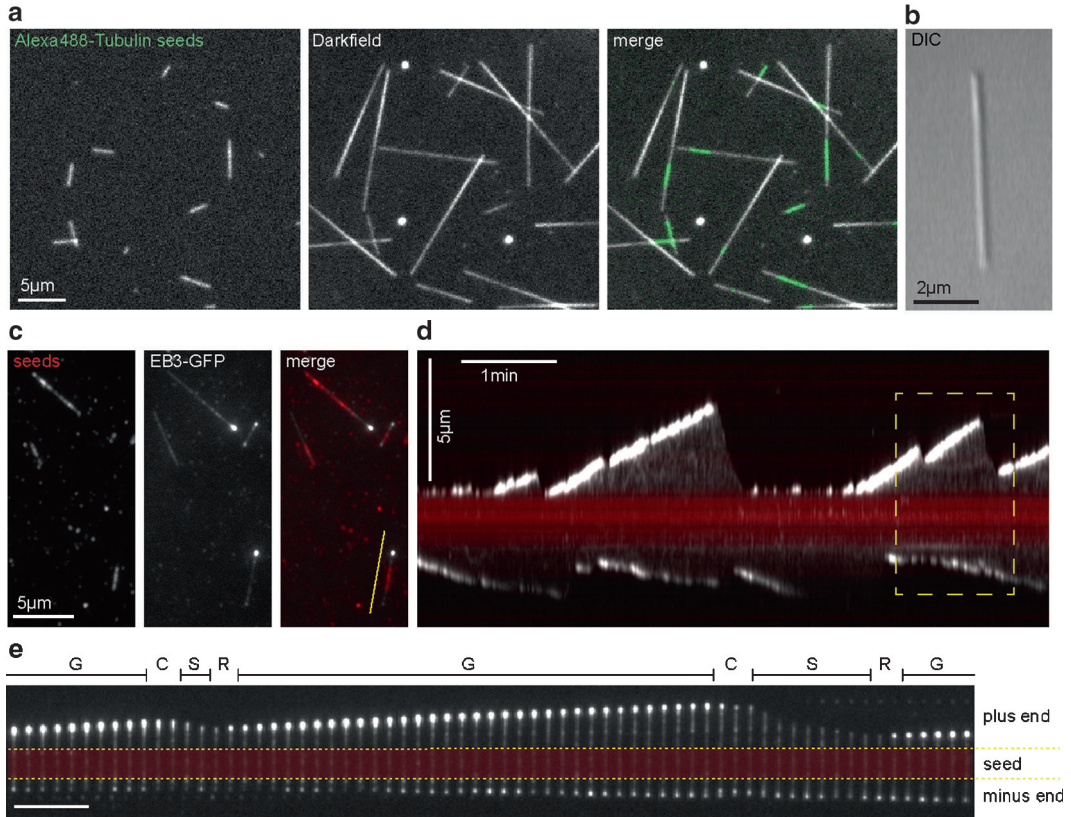 a
Alexa488-Tubulin seeds
Darkfield
merge
5µm
b
DIC
2µm
c
seeds
EB3-GFP
merge
5µm
d
5µm
1min
e
G C S R G C S R G
plus end
seed
minus end